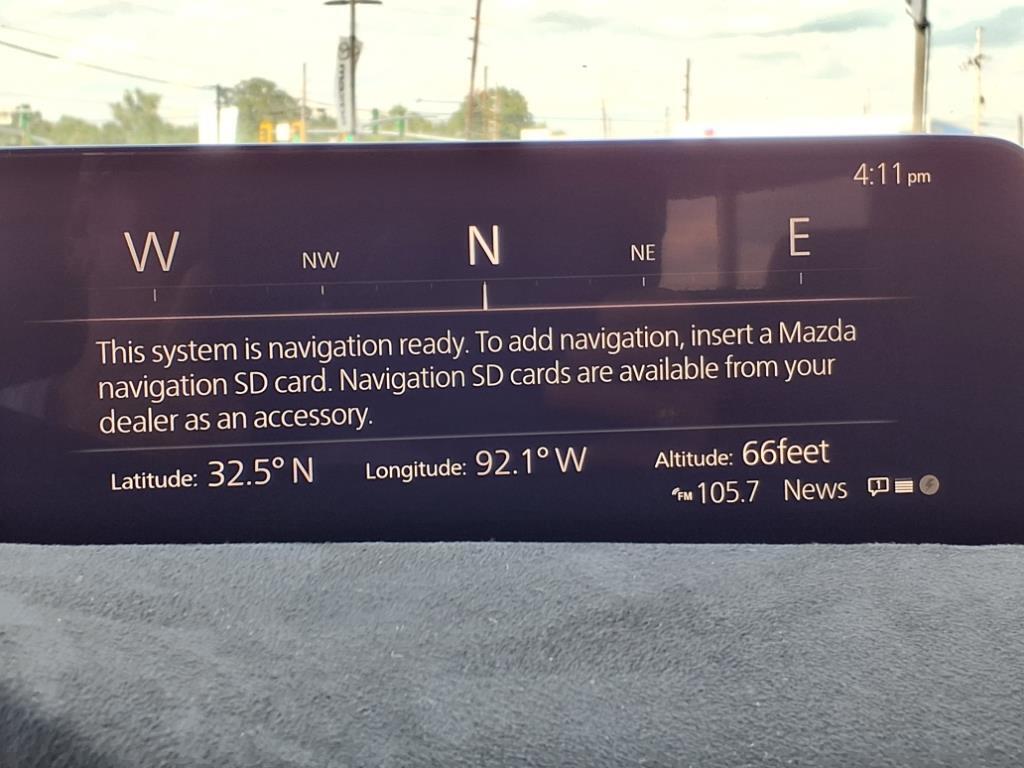 4:11 pm
W NW N NE E
This system is navigation ready. To add navigation, insert a Mazda
navigation SD card. Navigation SD cards are available from your
dealer as an accessory.
Latitude: 32.5° N Longitude: 92.1° W Altitude: 66feet
FM 105.7 News 1